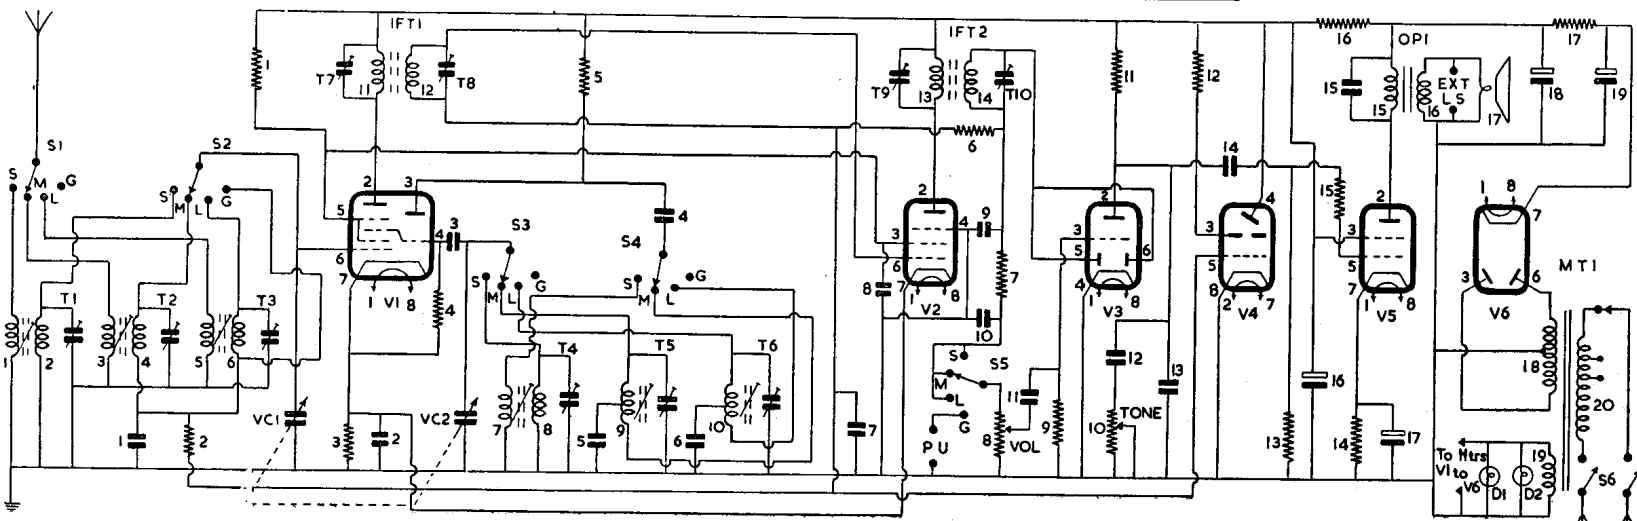 IFT1
IFT2
OP1
16
17
T7
11
12
T8
1
5
T9
13
14
T10
11
12
15
15
16
EXT
LS
17
18
19
S1
S
M
L
G
S2
S
M
L
G
6
14
15
2
3
5
6
4
7
1
V1
8
3
4
4
S3
S
M
L
G
S4
S
M
L
G
2
4
3
6
7
1
V2
8
9
7
8
10
2
3
5
6
4
1
V3
8
4
3
5
8
2
V4
7
2
3
5
7
1
V5
8
1
8
7
3
6
V6
MT1
T1
T2
T3
1
2
3
4
5
6
VC1
VC2
1
2
3
2
T4
T5
T6
7
8
9
10
5
6
7
S
M
L
G
S5
PU
8
VOL
11
9
12
10
TONE
13
13
16
14
17
18
20
19
To Htrs
V1 to
V6
D1
D2
S6